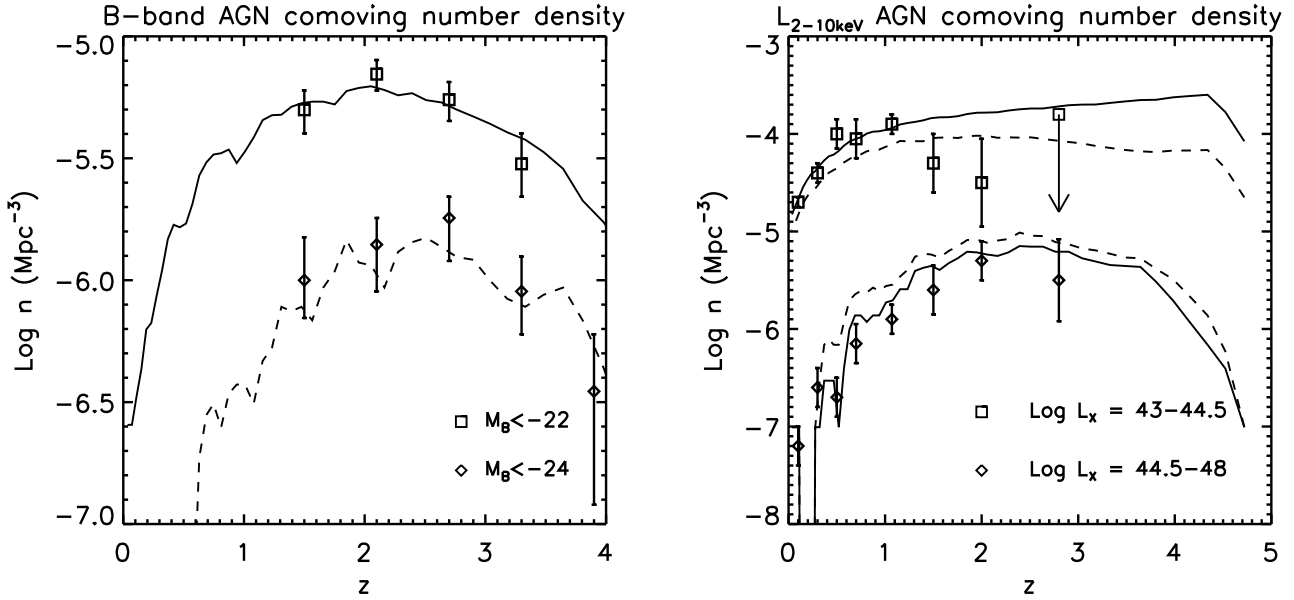 B-band AGN comoving number density
−5.0
−5.5
−6.0
−6.5
−7.0
Log n (Mpc⁻³)
□ M_B<−22
◇ M_B<−24
0 1 2 3 4
z
L_2−10keV AGN comoving number density
−3
−4
−5
−6
−7
−8
Log n (Mpc⁻³)
□ Log L_x = 43−44.5
◇ Log L_x = 44.5−48
0 1 2 3 4 5
z